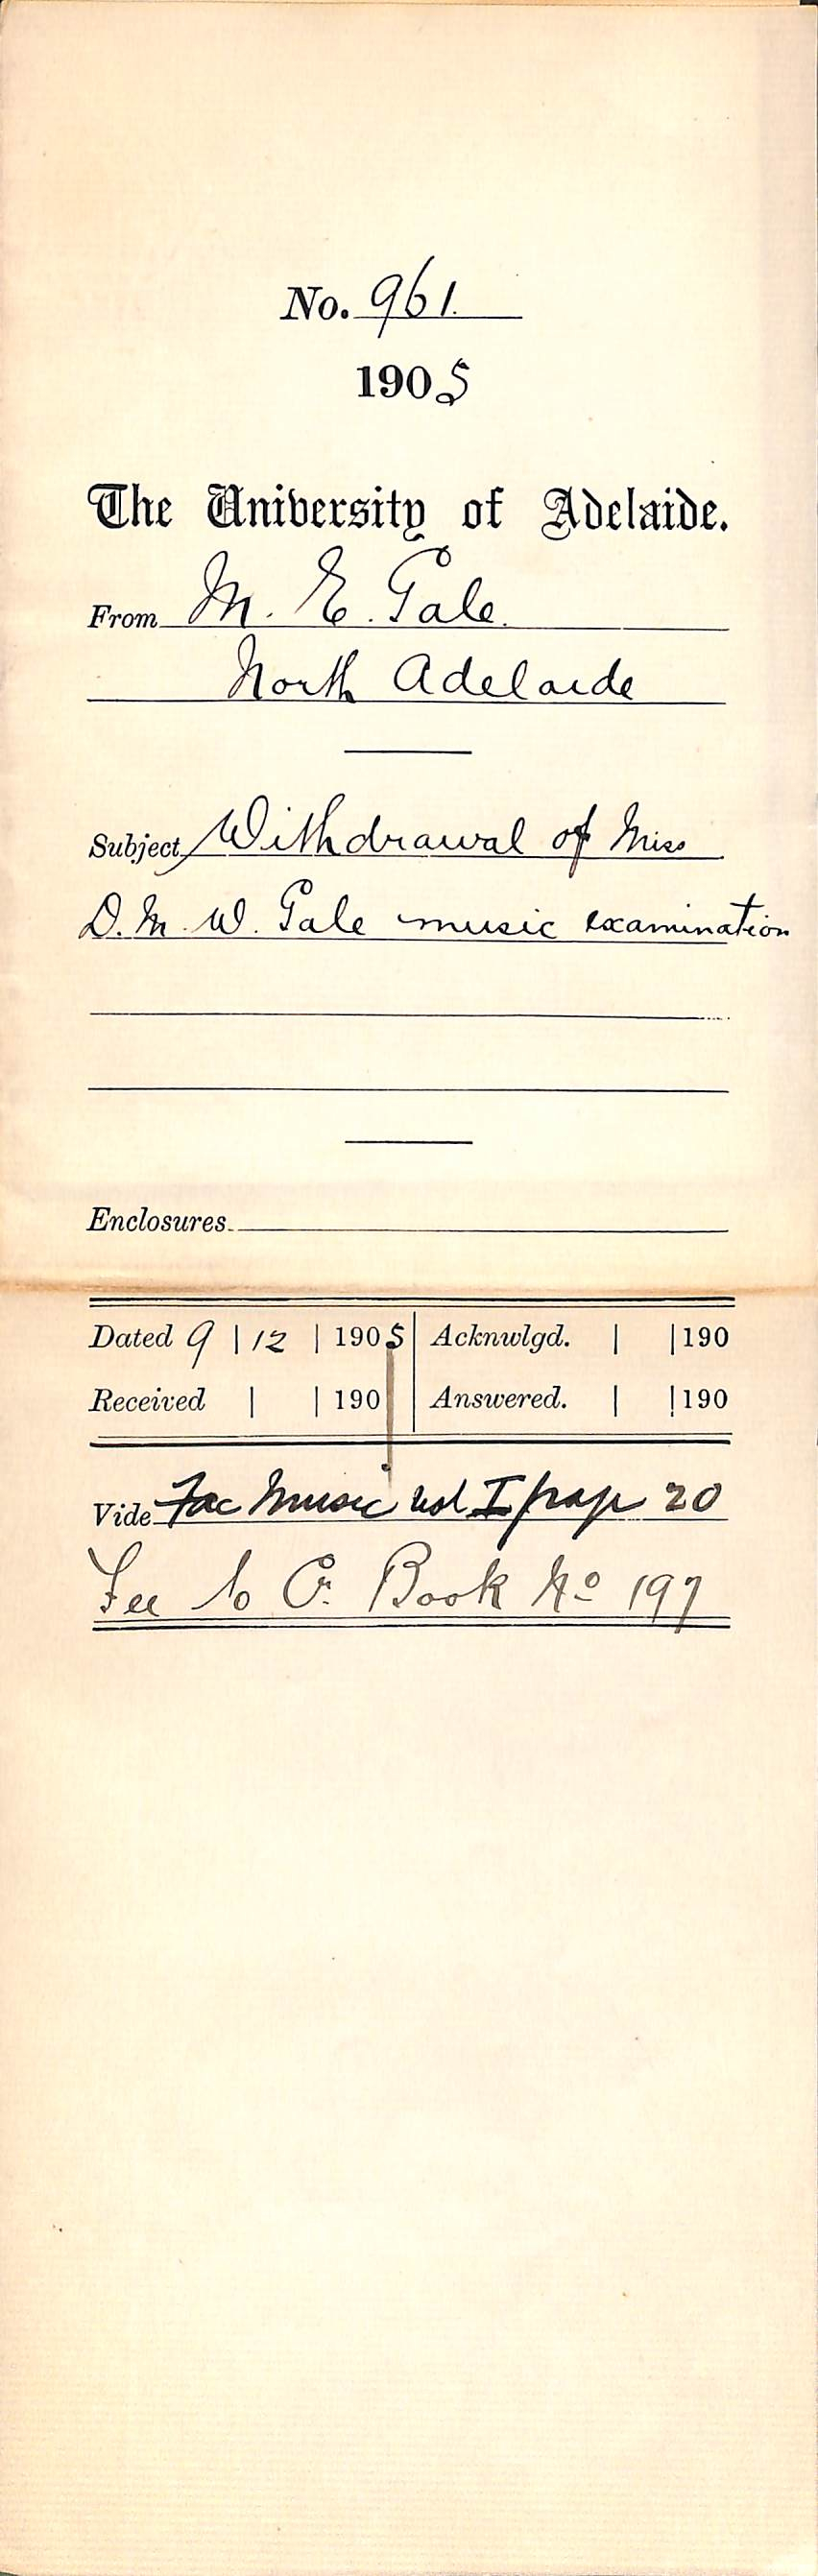 No. 961.
1905
The University of Adelaide.
From M. E. Gale.
North Adelaide
Subject Withdrawal of Miss
D. M. W. Gale music examination
Enclosures.
Dated 9 | 12 | 1905 | Acknwlgd. | | 190
Received | | 190 | Answered. | | 190
Vide Fac Music vol I page 20
See C. Book No 197